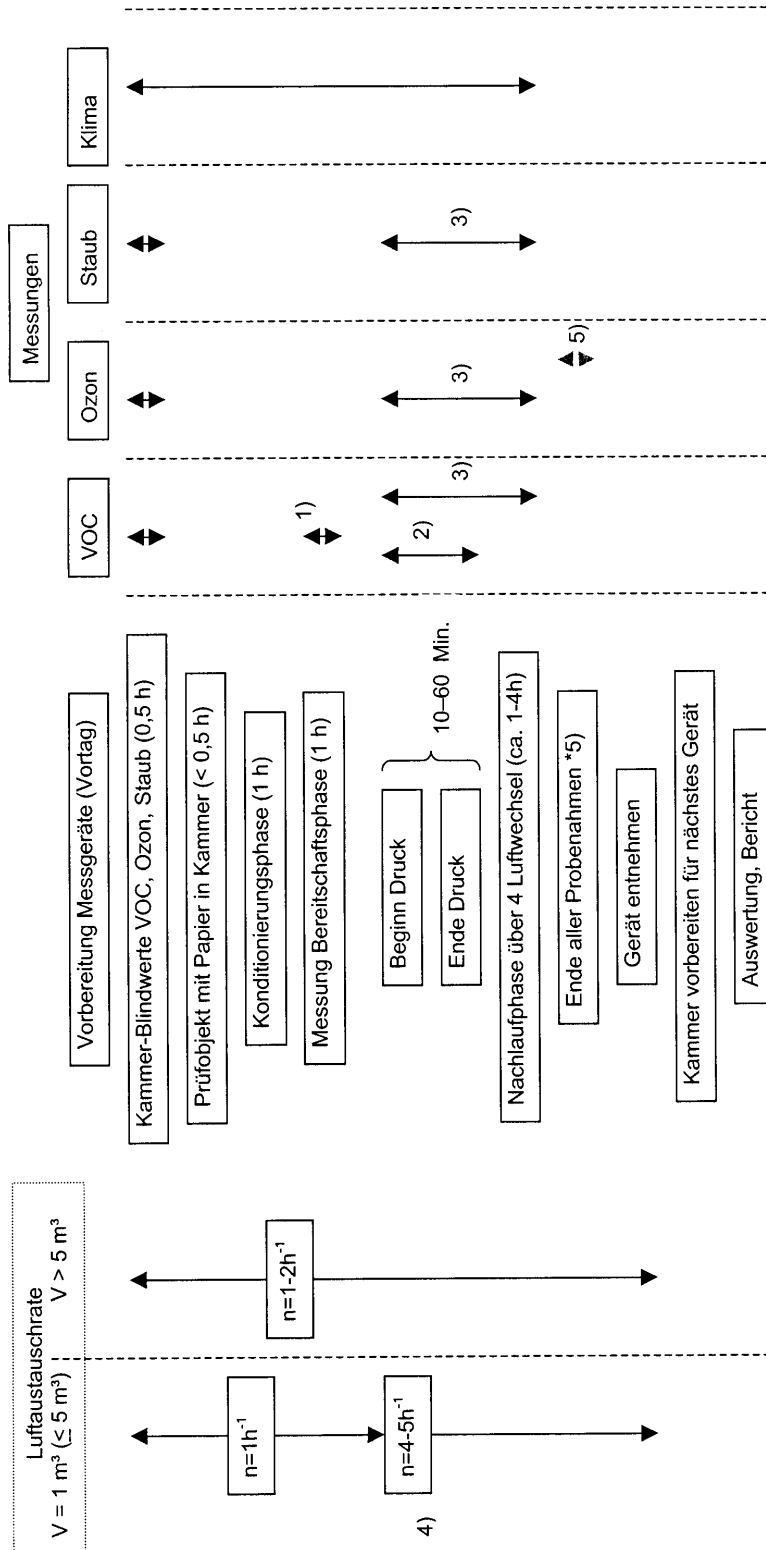 Luftaustauschrate
V = 1 m³ (≤ 5 m³)
V > 5 m³
n=1h⁻¹
n=4-5h⁻¹
4)
n=1-2h⁻¹
Vorbereitung Messgeräte (Vortag)
Kammer-Blindwerte VOC, Ozon, Staub (0,5 h)
Prüfobjekt mit Papier in Kammer (< 0,5 h)
Konditionierungsphase (1 h)
Messung Bereitschaftsphase (1 h)
Beginn Druck
Ende Druck
10–60 Min.
Nachlaufphase über 4 Luftwechsel (ca. 1-4h)
Ende aller Probenahmen *5)
Gerät entnehmen
Kammer vorbereiten für nächstes Gerät
Auswertung, Bericht
Messungen
VOC
Ozon
Staub
Klima
1)
2)
3)
3)
5)
3)